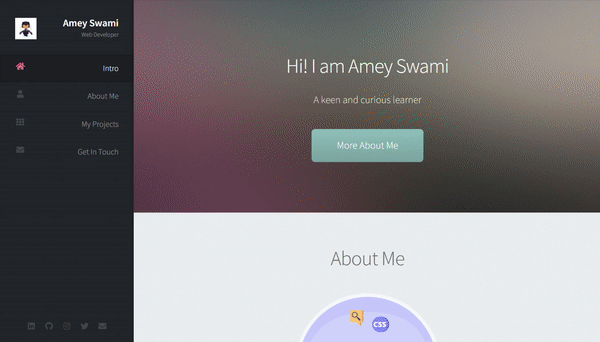 Amey Swami
Web Developer
Intro
About Me
My Projects
Get In Touch
Hi! I am Amey Swami
A keen and curious learner
More About Me
About Me
CSS